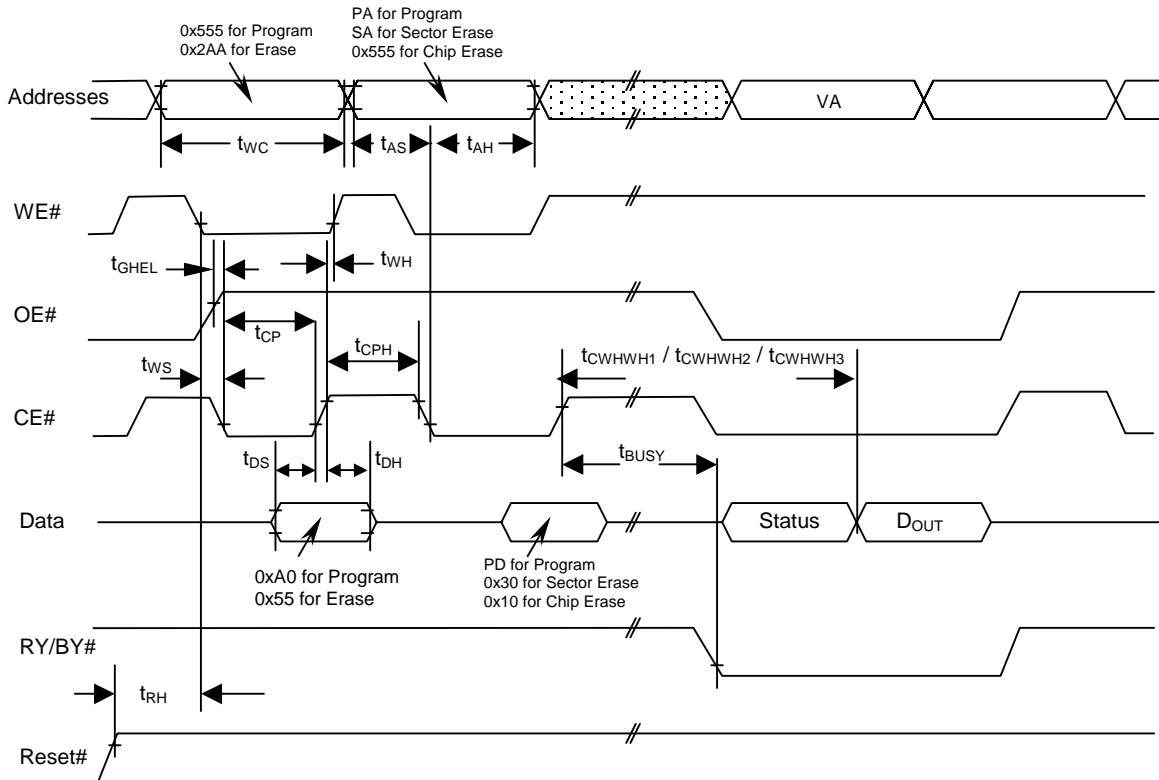 0x555 for Program
0x2AA for Erase
PA for Program
SA for Sector Erase
0x555 for Chip Erase
Addresses
VA
tWC
tAS
tAH
WE#
tGHEL
tWH
OE#
tCP
tCPH
tCWHWH1 / tCWHWH2 / tCWHWH3
tWS
CE#
tBUSY
tDS
tDH
Data
Status
DOUT
0xA0 for Program
0x55 for Erase
PD for Program
0x30 for Sector Erase
0x10 for Chip Erase
RY/BY#
tRH
Reset#